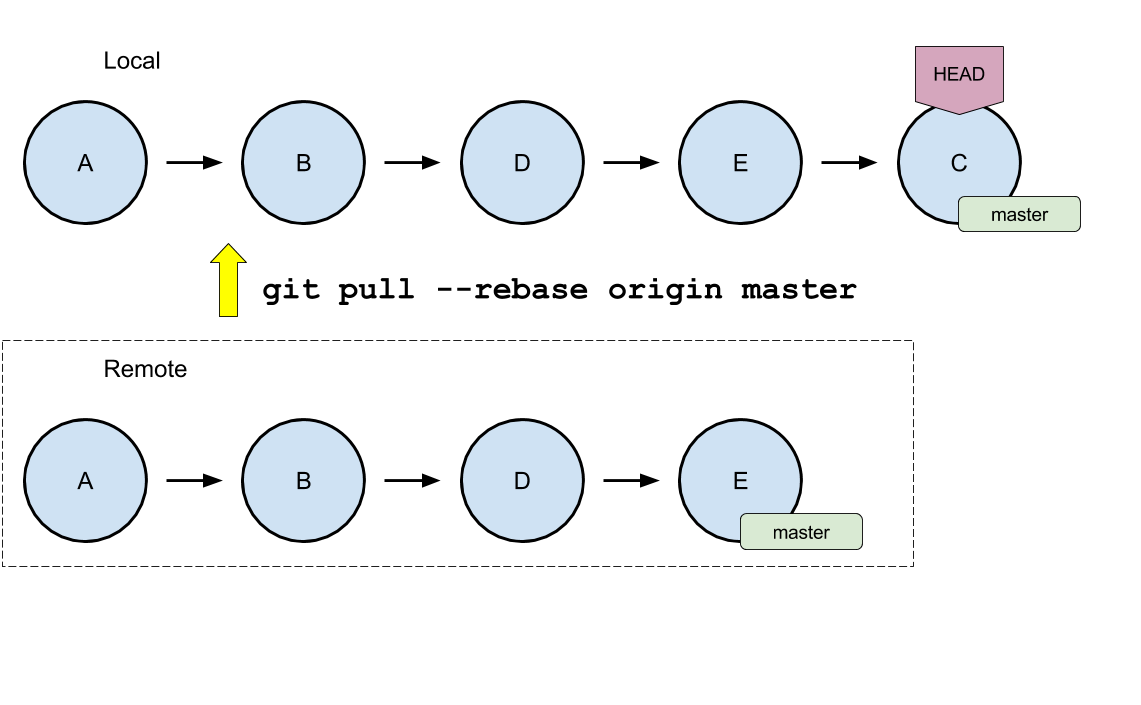 Local
HEAD
A
B
D
E
C
master
git pull --rebase origin master
Remote
A
B
D
E
master